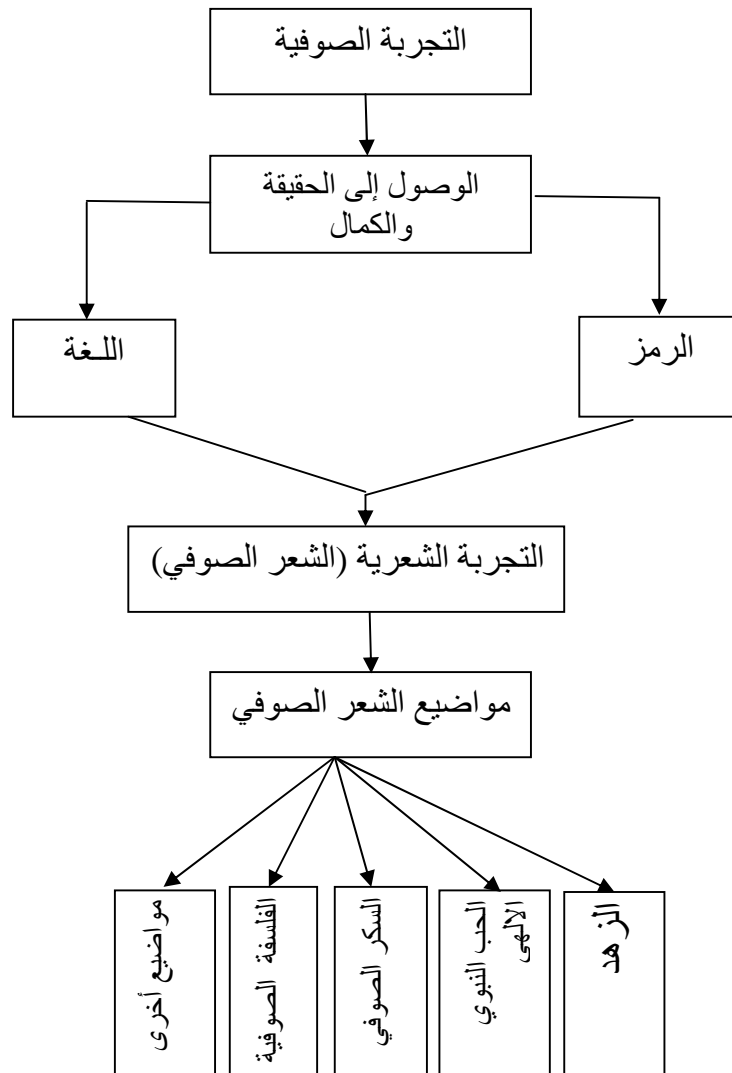 التجربة الصوفية
الوصول إلى الحقيقة
والكمال
الرمز
اللـغة
التجربة الشعرية (الشعر الصوفي)
مواضيع الشعر الصوفي
الزهد
الحب النبوي
الالهى
السكر الصوفي
الفلسفة الصوفية
مواضيع أخرى